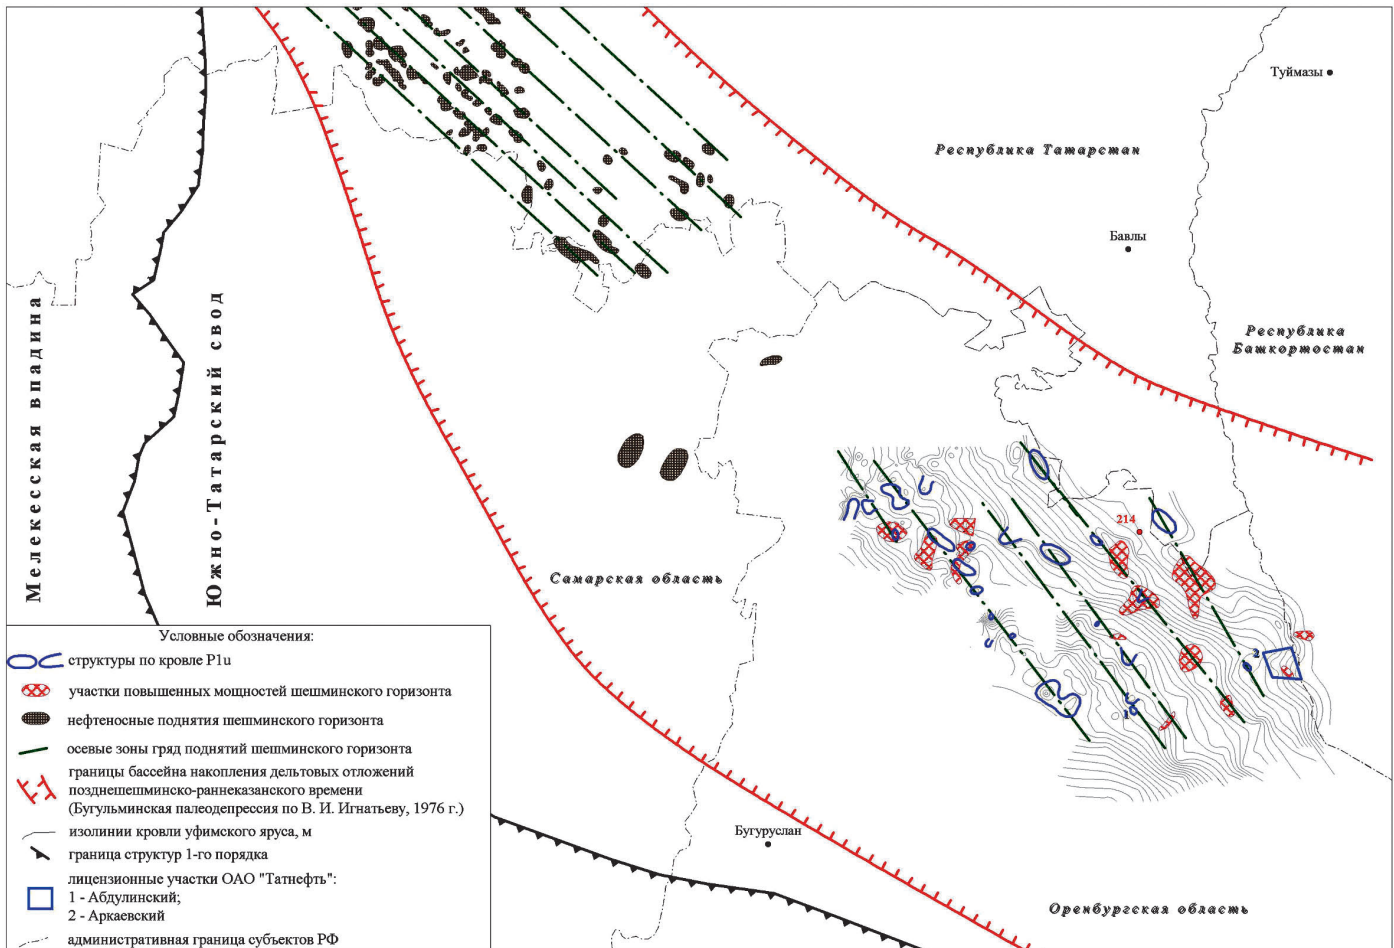 Туймазы
Республика Татарстан
Бавлы
Республика
Башкортостан
Мелекесская впадина
Южно-Татарский свод
214
Самарская область
2
1
Бугуруслан
Оренбургская область
Условные обозначения:
структуры по кровле P1u
участки повышенных мощностей шешминского горизонта
нефтеносные поднятия шешминского горизонта
осевые зоны гряд поднятий шешминского горизонта
границы бассейна накопления дельтовых отложений
позднешешминско-раннеказанского времени
(Бугульминская палеодепрессия по В. И. Игнатьеву, 1976 г.)
изолинии кровли уфимского яруса, м
граница структур 1-го порядка
лицензионные участки ОАО "Татнефть":
1 - Абдулинский;
2 - Аркаевский
административная граница субъектов РФ